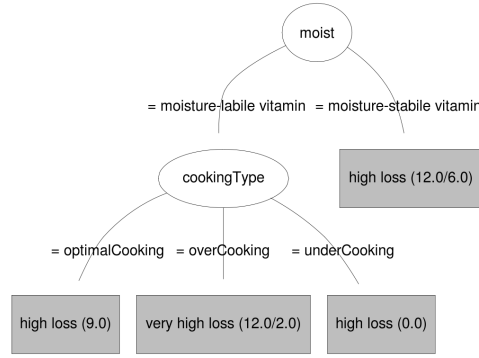 moist
= moisture-labile vitamin = moisture-stabile vitamin
cookingType
high loss (12.0/6.0)
= optimalCooking = overCooking = underCooking
high loss (9.0) very high loss (12.0/2.0) high loss (0.0)